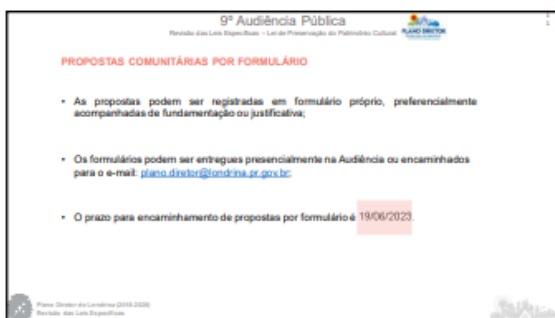 9ª Audiência Pública
Revisão das Leis Específicas – Lei de Preservação do Patrimônio Cultural
PLANO DIRETOR
PROPOSTAS COMUNITÁRIAS POR FORMULÁRIO
• As propostas podem ser registradas em formulário próprio, preferencialmente
acompanhadas de fundamentação ou justificativa;
• Os formulários podem ser entregues presencialmente na Audiência ou encaminhados
para o e-mail: plano.diretor@londrina.pr.gov.br;
• O prazo para encaminhamento de propostas por formulário é 19/06/2023.
Plano Diretor de Londrina (2018-2028)
Revisão das Leis Específicas